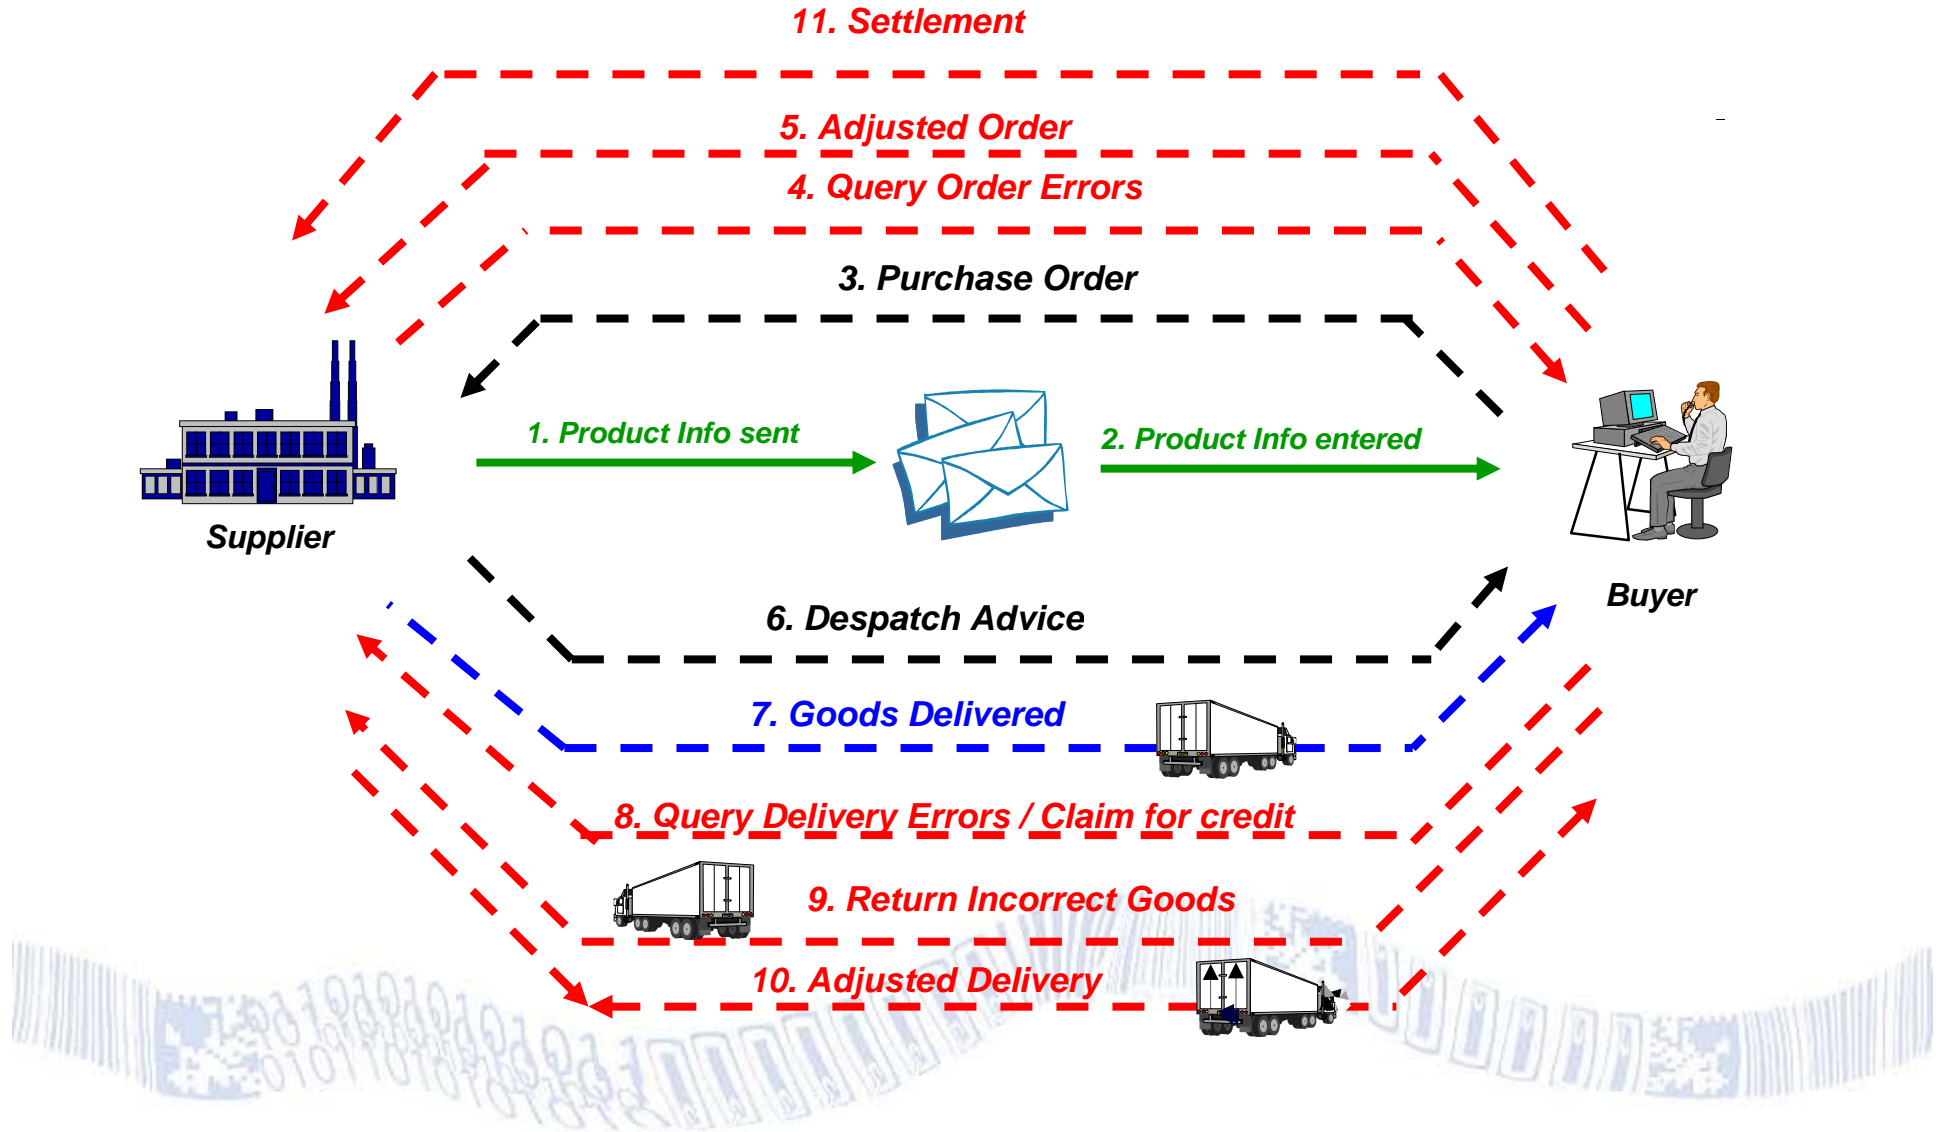 11. Settlement
5. Adjusted Order
4. Query Order Errors
3. Purchase Order
1. Product Info sent
2. Product Info entered
Supplier
Buyer
6. Despatch Advice
7. Goods Delivered
8. Query Delivery Errors / Claim for credit
9. Return Incorrect Goods
10. Adjusted Delivery